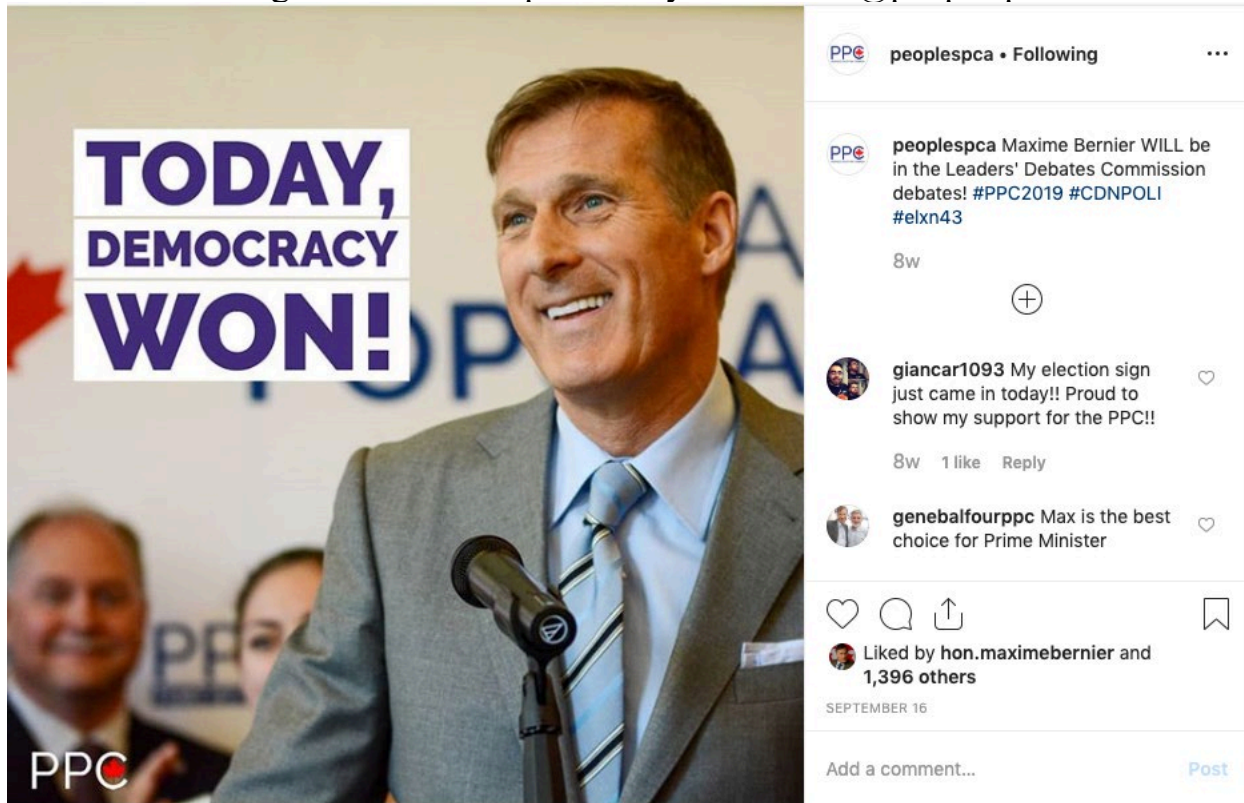 TODAY,
DEMOCRACY
WON!
PPC
peoplespca • Following
peoplespca Maxime Bernier WILL be
in the Leaders' Debates Commission
debates! #PPC2019 #CDNPOLI
#elxn43
8w
giancar1093 My election sign
just came in today!! Proud to
show my support for the PPC!!
8w 1 like Reply
genebalfourppc Max is the best
choice for Prime Minister
Liked by hon.maximebernier and
1,396 others
SEPTEMBER 16
Add a comment... Post